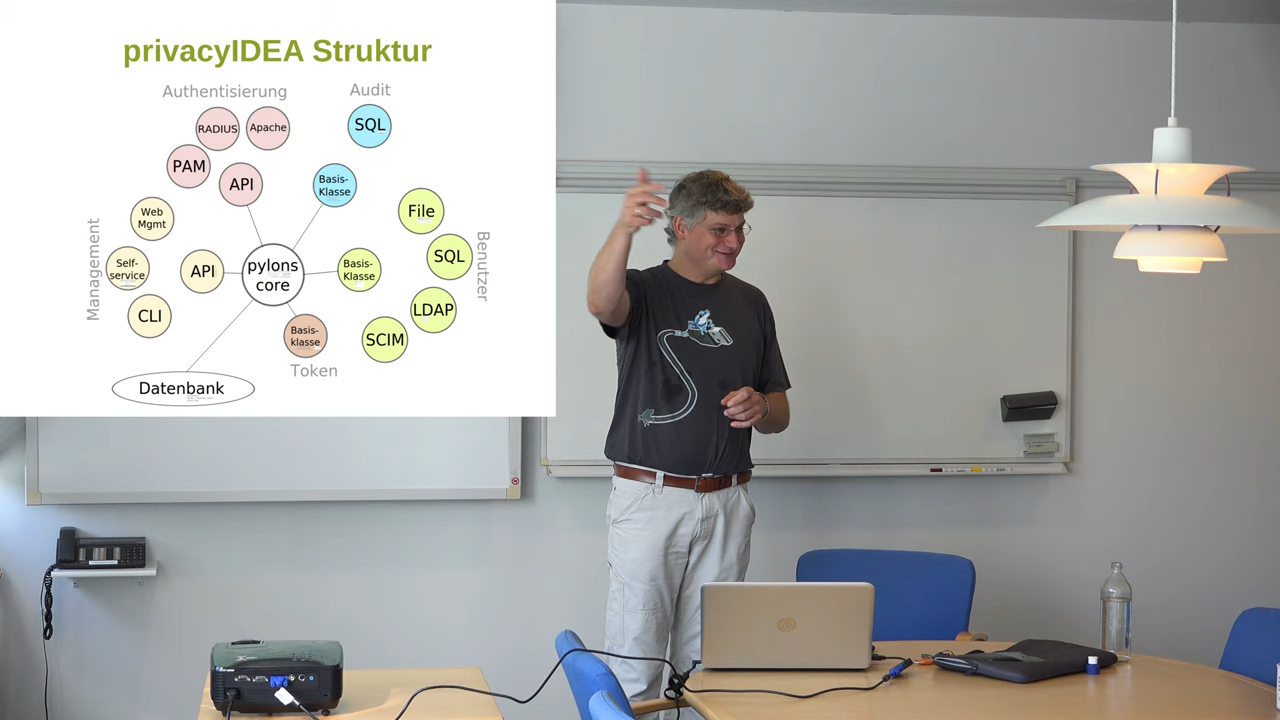 privacyIDEA Struktur
Authentisierung
Audit
RADIUS
Apache
SQL
PAM
API
Basis-
Klasse
Web
Mgmt
File
Management
Self-
service
API
pylons
core
Basis-
Klasse
SQL
Benutzer
CLI
Basis-
klasse
LDAP
SCIM
Token
Datenbank
hp